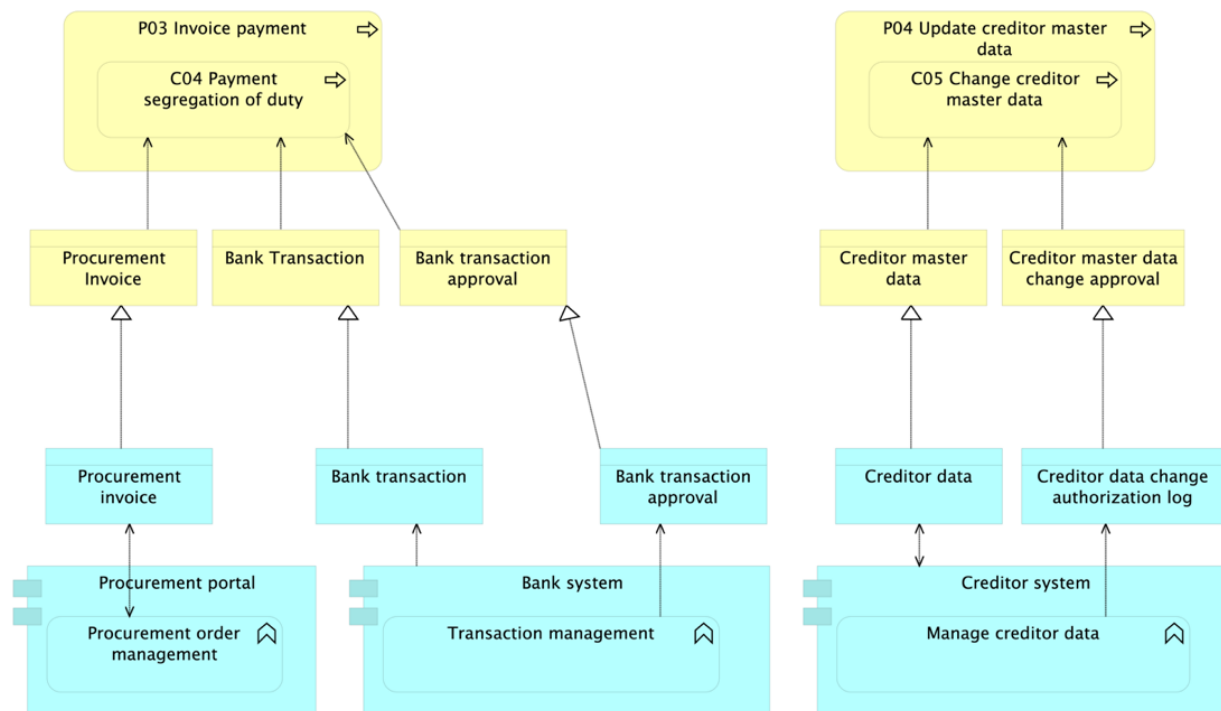 P03 Invoice payment
C04 Payment
segregation of duty
P04 Update creditor master
data
C05 Change creditor
master data
Procurement
Invoice
Bank Transaction
Bank transaction
approval
Creditor master
data
Creditor master data
change approval
Procurement
invoice
Bank transaction
Bank transaction
approval
Creditor data
Creditor data change
authorization log
Procurement portal
Procurement order
management
Bank system
Transaction management
Creditor system
Manage creditor data